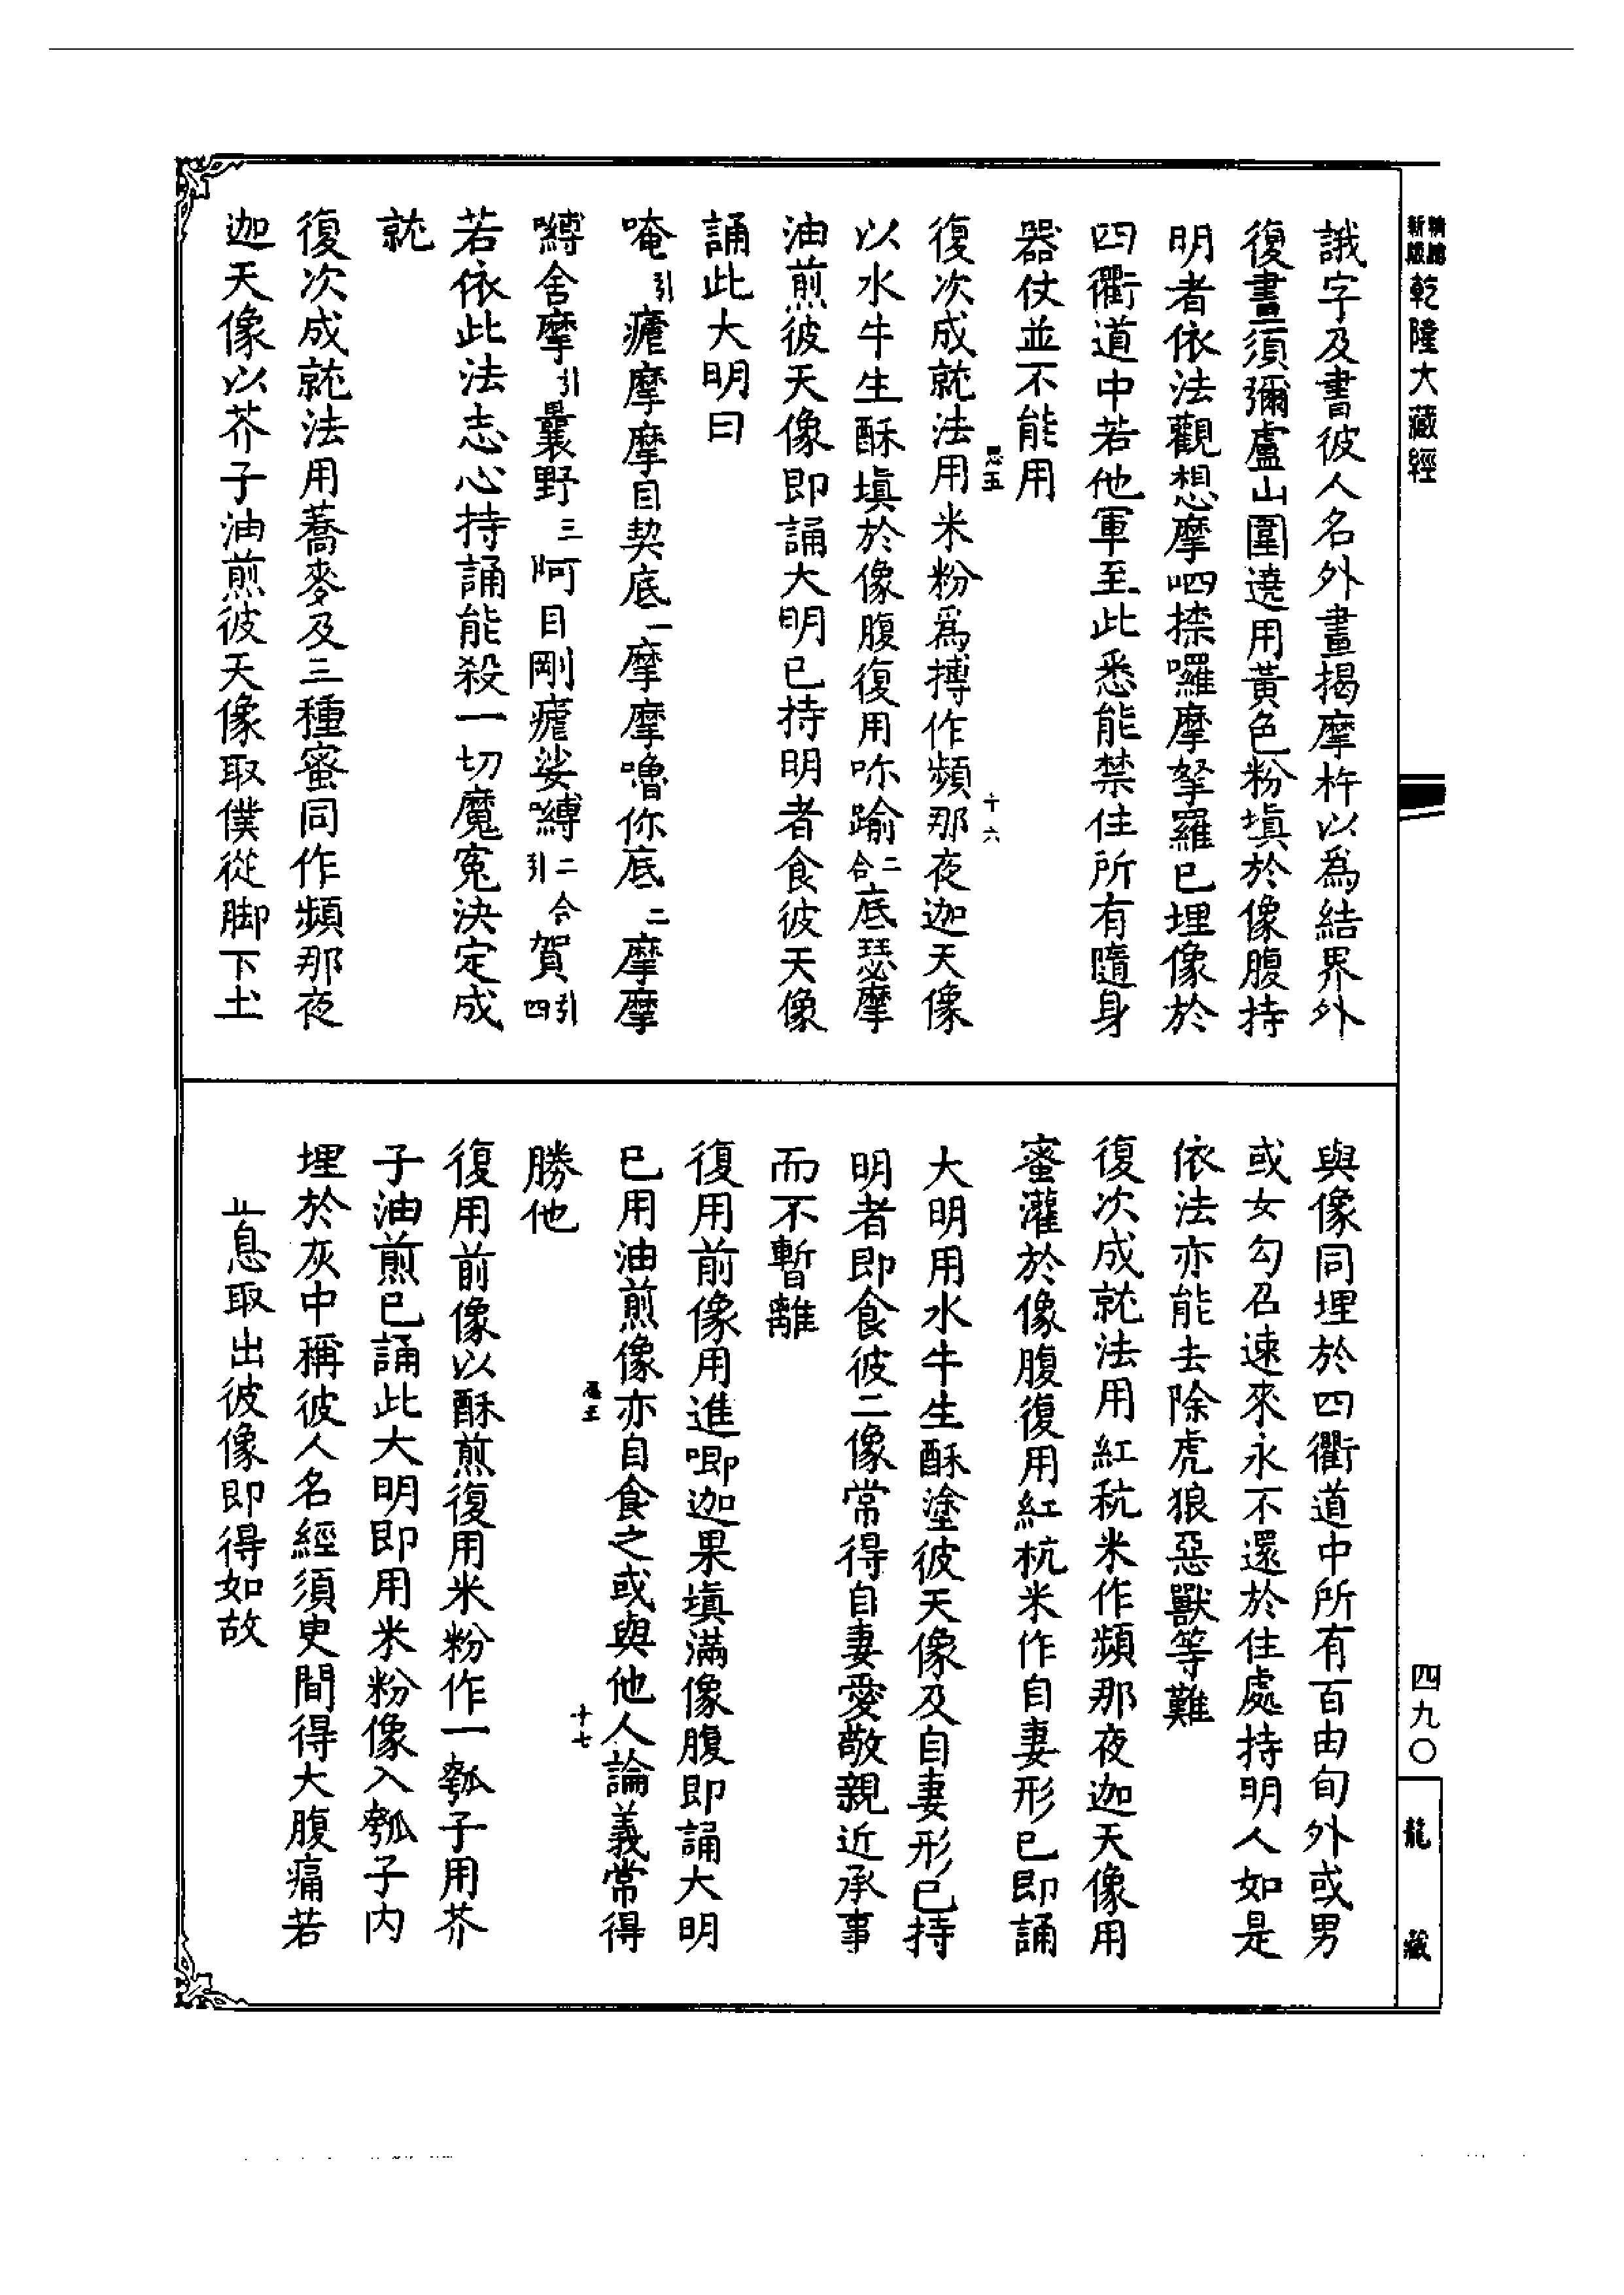 乾隆大藏經
誐字及書彼人名外畫揭摩杵以爲結界外
復畫須彌盧山圍遶用黃色粉塡於像腹持
明者依法觀想摩呬捺囉摩拏羅已埋像於
四衢道中若他軍至此悉能禁住所有隨身
器仗並不能用
復次成就法用米粉爲摶作頻那夜迦天像
以水牛生酥塡於像腹復用吹踰二合底瑟摩
油煎彼天像即誦大明已持明者食彼天像
誦此大明曰
唵引癨摩摩目契底一摩摩嚕你底二摩摩
嚩舍摩引曩野三阿目剛癨娑嚩二合引賀引四
若依此法志心持誦能殺一切魔寃決定成
就
復次成就法用蕎麥及三種蜜同作頻那夜
迦天像以芥子油煎彼天像取僕從脚下土
與像同埋於四衢道中所有百由旬外或男
或女勾召速來永不還於住處持明人如是
依法亦能去除虎狼惡獸等難
復次成就法用紅秔米作頻那夜迦天像用
蜜灌於像腹復用紅秔米作自妻形已即誦
大明用水牛生酥塗彼天像及自妻形已持
明者即食彼二像常得自妻愛敬親近承事
而不暫離
復用前像用進唧迦果塡滿像腹即誦大明
已用油煎像亦自食之或與他人論義常得
勝他
復用前像以酥煎復用米粉作一瓠子用芥
子油煎已誦此大明即用米粉像入瓠子內
埋於灰中稱彼人名經須臾間得大腹痛若
止息取出彼像即得如故
十六
十七
四九〇
龍藏